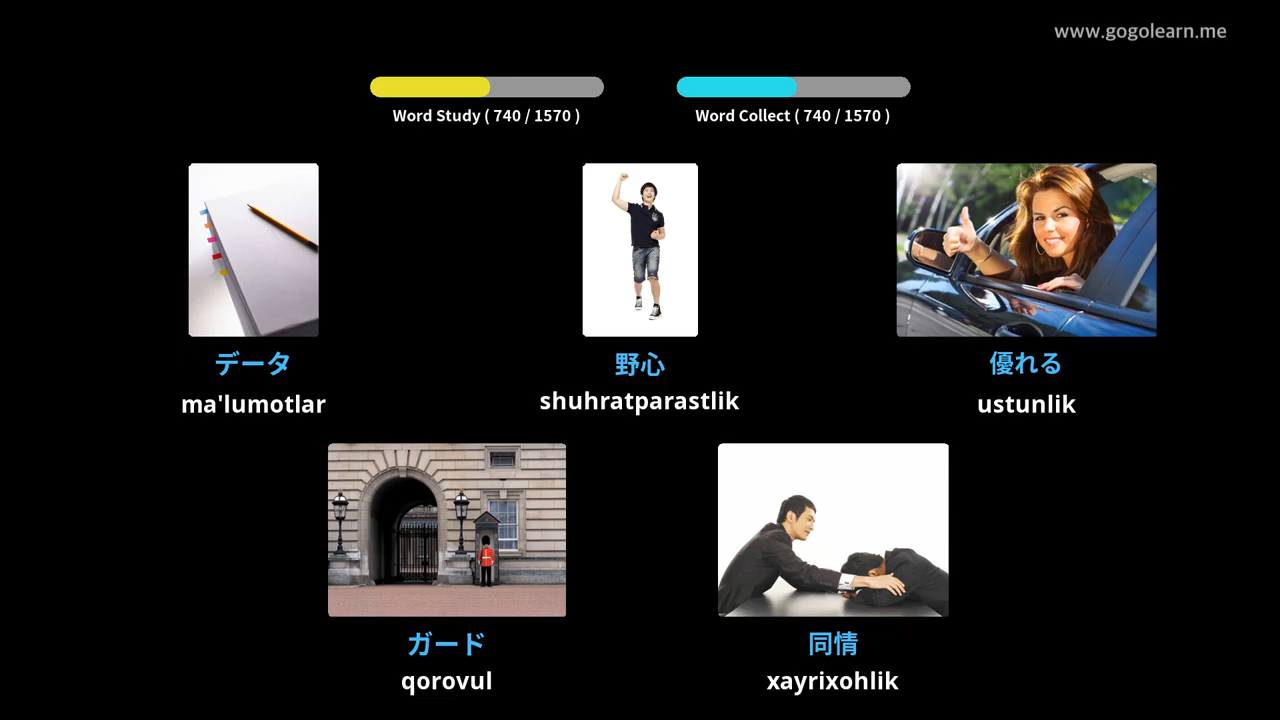 www.gogolearn.me
Word Study ( 740 / 1570 )
Word Collect ( 740 / 1570 )
データ
野心
優れる
ma'lumotlar
shuhratparastlik
ustunlik
ガード
同情
qorovul
xayrixohlik